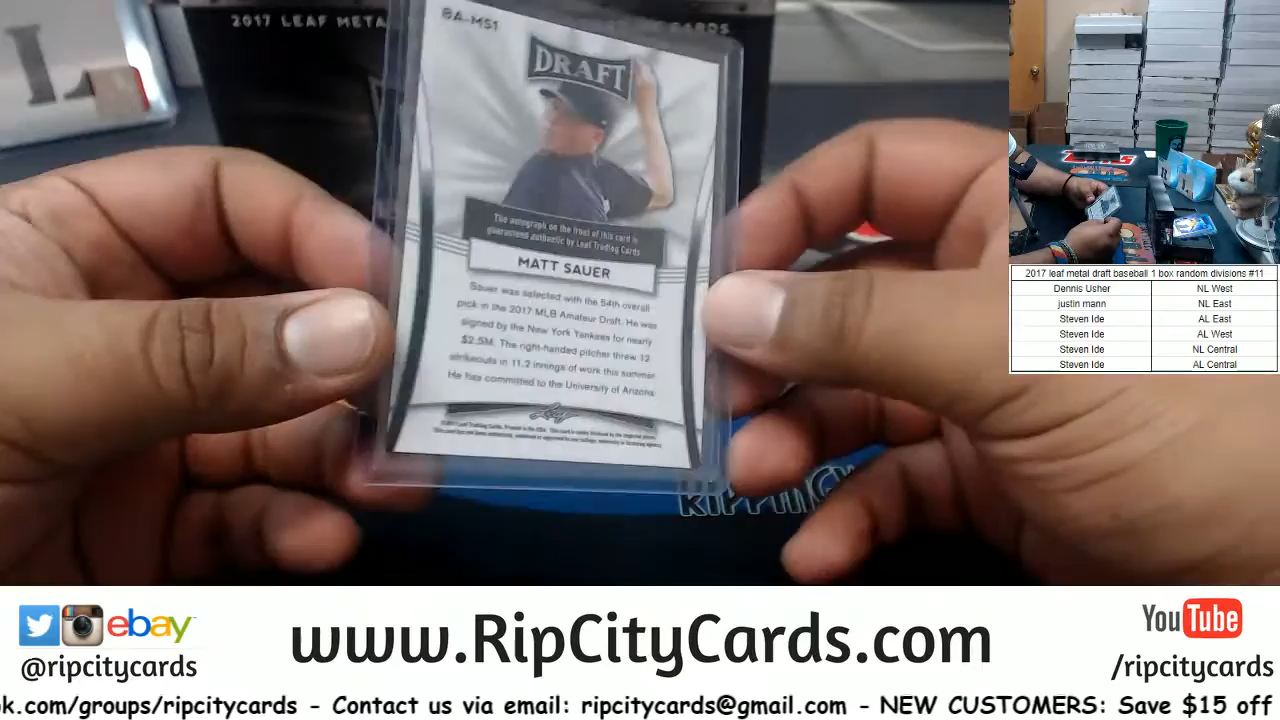 2017 LEAF META
CARDS
BA-MS1
DRAFT
The autograph on the front of this card is
guaranteed authentic by Leaf Trading Cards
MATT SAUER
Sauer was selected with the 54th overall
pick in the 2017 MLB Amateur Draft. He was
signed by the New York Yankees for nearly
$2.5M. The right-handed pitcher threw 12
strikeouts in 11.2 innings of work this summer.
He has committed to the University of Arizona.
Leaf
2017 leaf metal draft baseball 1 box random divisions #11
Dennis Usher NL West
justin mann NL East
Steven Ide AL East
Steven Ide AL West
Steven Ide NL Central
Steven Ide AL Central
ebay
@ripcitycards
www.RipCityCards.com
YouTube
/ripcitycards
ok.com/groups/ripcitycards - Contact us via email: ripcitycards@gmail.com - NEW CUSTOMERS: Save $15 off